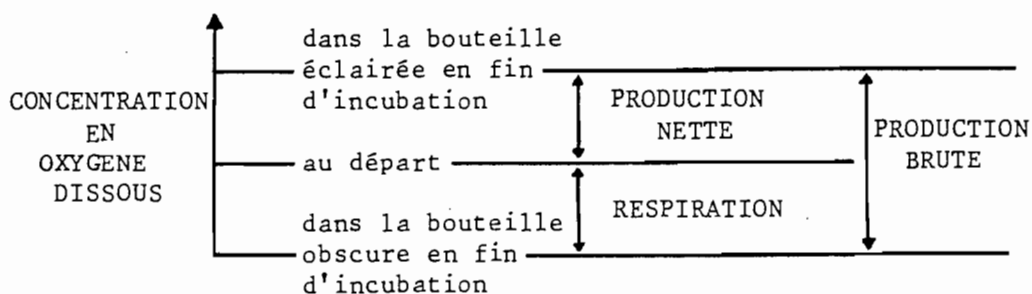 dans la bouteille
éclairée en fin
d'incubation
CONCENTRATION
EN
OXYGENE
DISSOUS
PRODUCTION
NETTE
PRODUCTION
BRUTE
au départ
RESPIRATION
dans la bouteille
obscure en fin
d'incubation